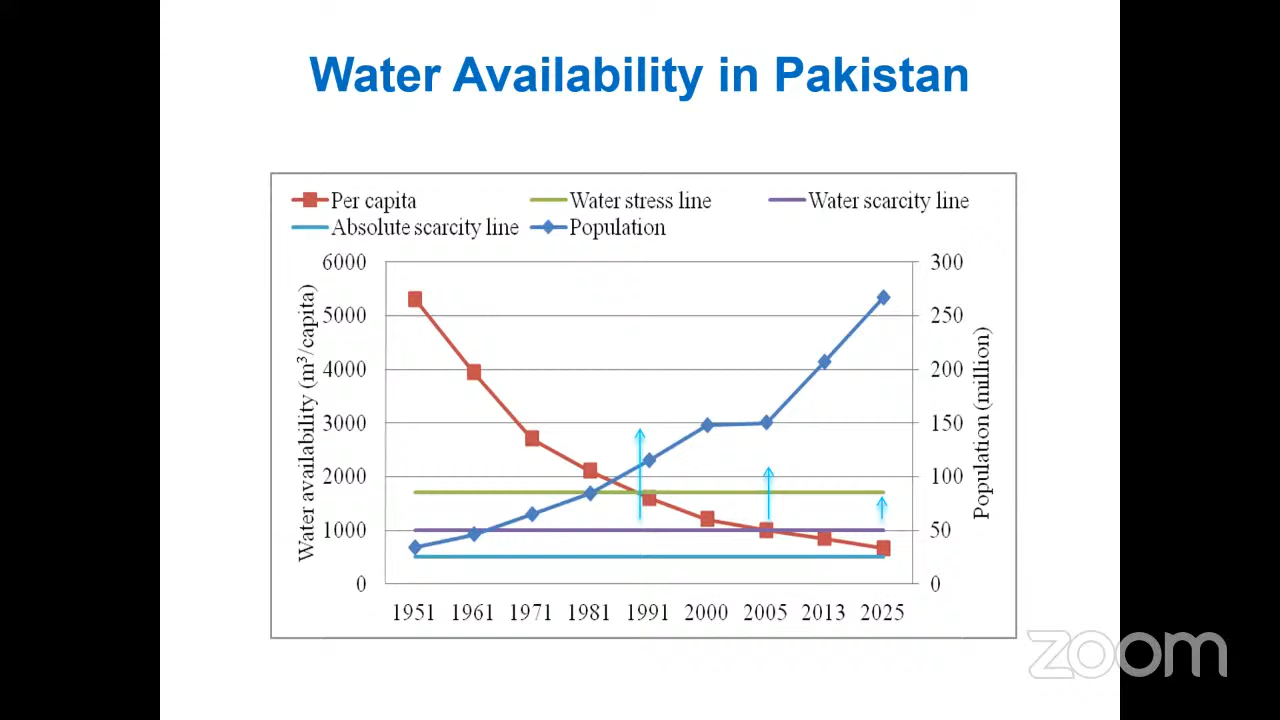 Water Availability in Pakistan
Per capita Water stress line Water scarcity line
Absolute scarcity line Population
6000 300
5000 250
4000 200
3000 150
2000 100
1000 50
0 0
Water availability (m³/capita)
Population (million)
1951 1961 1971 1981 1991 2000 2005 2013 2025
zoom